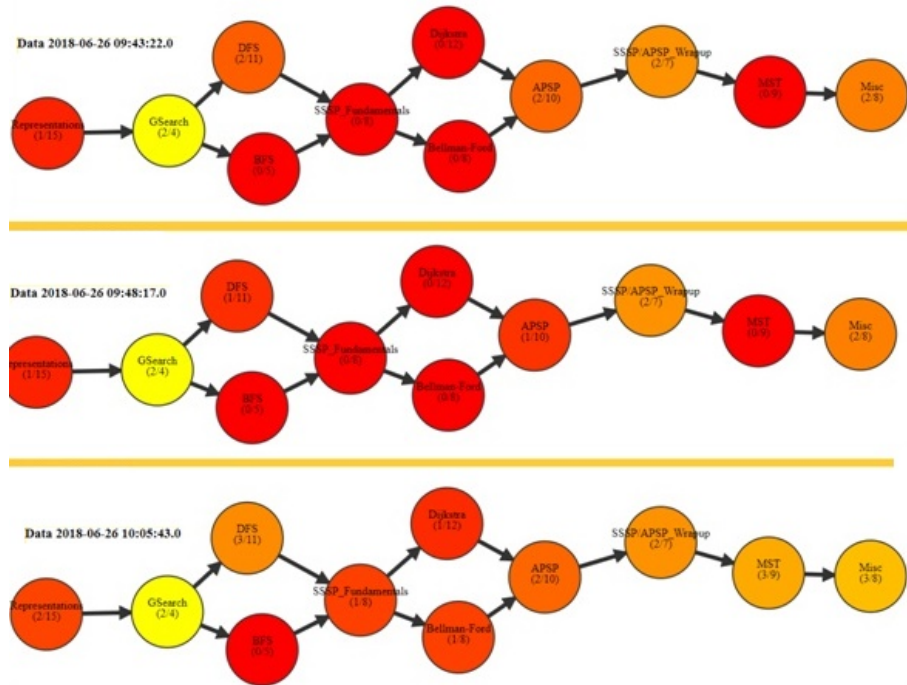 Data 2018-06-26 09:43:22.0
Representations
(1/15)
GSearch
(2/4)
DFS
(2/11)
BFS
(0/5)
SSSP_Fundamentals
(0/8)
Dijkstra
(0/12)
Bellman-Ford
(0/8)
APSP
(2/10)
SSSP/APSP_Wrapup
(2/7)
MST
(0/9)
Misc
(2/8)
Data 2018-06-26 09:48:17.0
Representations
(1/15)
GSearch
(2/4)
DFS
(1/11)
BFS
(0/5)
SSSP_Fundamentals
(0/8)
Dijkstra
(0/12)
Bellman-Ford
(0/8)
APSP
(1/10)
SSSP/APSP_Wrapup
(2/7)
MST
(0/9)
Misc
(2/8)
Data 2018-06-26 10:05:43.0
Representations
(2/15)
GSearch
(2/4)
DFS
(3/11)
BFS
(0/5)
SSSP_Fundamentals
(1/8)
Dijkstra
(1/12)
Bellman-Ford
(1/8)
APSP
(2/10)
SSSP/APSP_Wrapup
(2/7)
MST
(3/9)
Misc
(3/8)